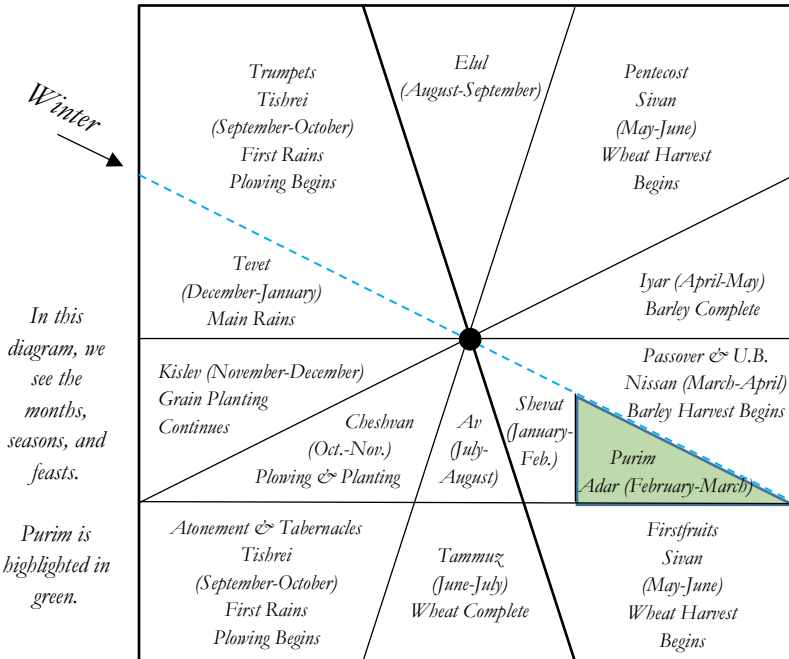 Winter
Trumpets
Tishrei
(September-October)
First Rains
Plowing Begins
Elul
(August-September)
Pentecost
Sivan
(May-June)
Wheat Harvest
Begins
Tevet
(December-January)
Main Rains
Iyar (April-May)
Barley Complete
In this
diagram, we
see the
months,
seasons, and
feasts.
Purim is
highlighted in
green.
Kislev (November-December)
Grain Planting
Continues
Cheshvan
(Oct.-Nov.)
Plowing & Planting
Av
(July-
August)
Shevat
(January-
Feb.)
Passover & U.B.
Nissan (March-April)
Barley Harvest Begins
Purim
Adar (February-March)
Atonement & Tabernacles
Tishrei
(September-October)
First Rains
Plowing Begins
Tammuz
(June-July)
Wheat Complete
Firstfruits
Sivan
(May-June)
Wheat Harvest
Begins